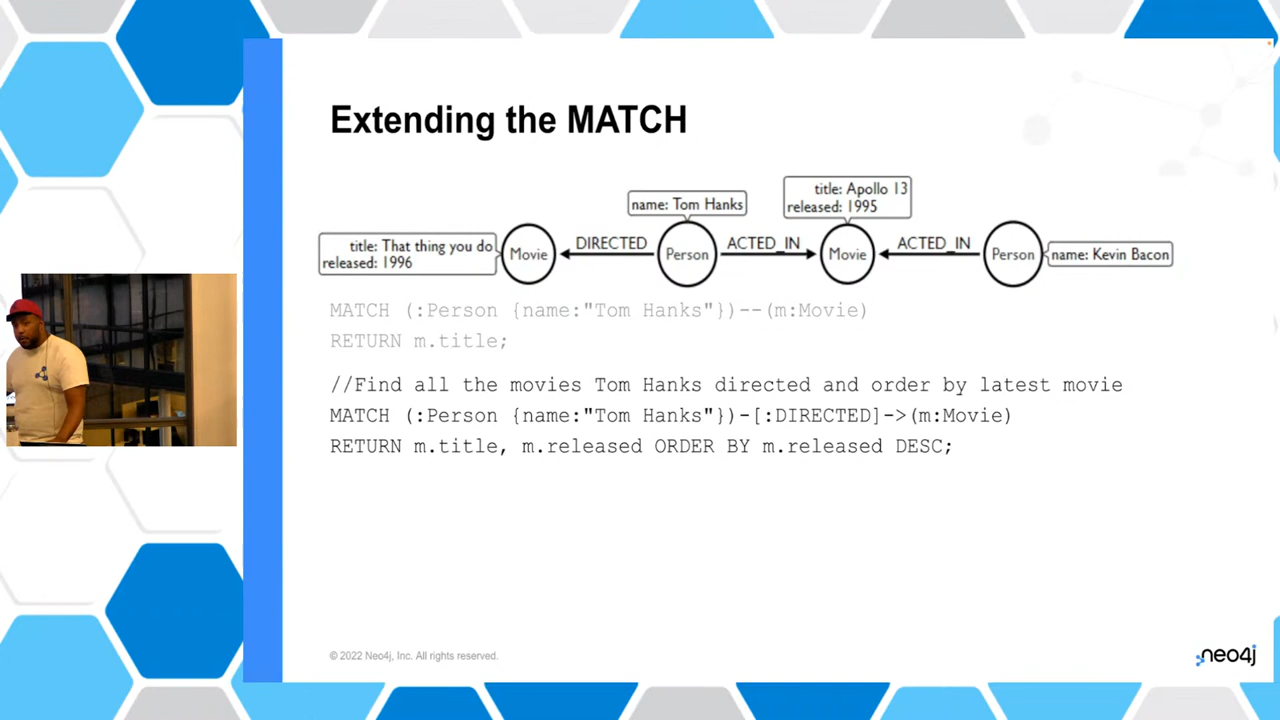 Extending the MATCH
name: Tom Hanks
title: Apollo 13
released: 1995
title: That thing you do
released: 1996
Movie
DIRECTED
Person
ACTED_IN
Movie
ACTED_IN
Person
name: Kevin Bacon
MATCH (:Person {name:"Tom Hanks"})--(m:Movie)
RETURN m.title;
//Find all the movies Tom Hanks directed and order by latest movie
MATCH (:Person {name:"Tom Hanks"})-[:DIRECTED]->(m:Movie)
RETURN m.title, m.released ORDER BY m.released DESC;
© 2022 Neo4j, Inc. All rights reserved.
neo4j